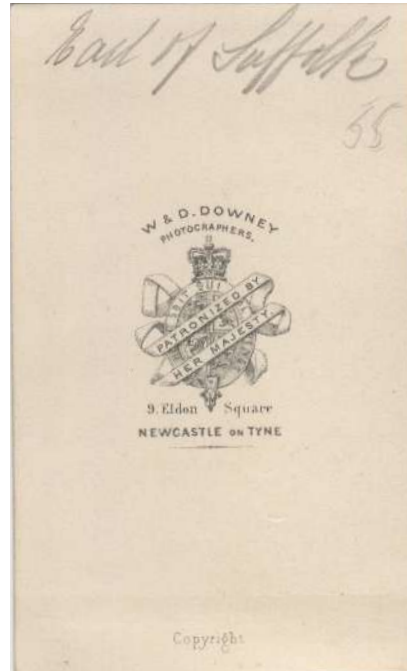 Earl of Suffolk
55
W & D. DOWNEY
PHOTOGRAPHERS,
PATRONIZED BY
HER MAJESTY
9. Eldon Square
NEWCASTLE ON TYNE
Copyright